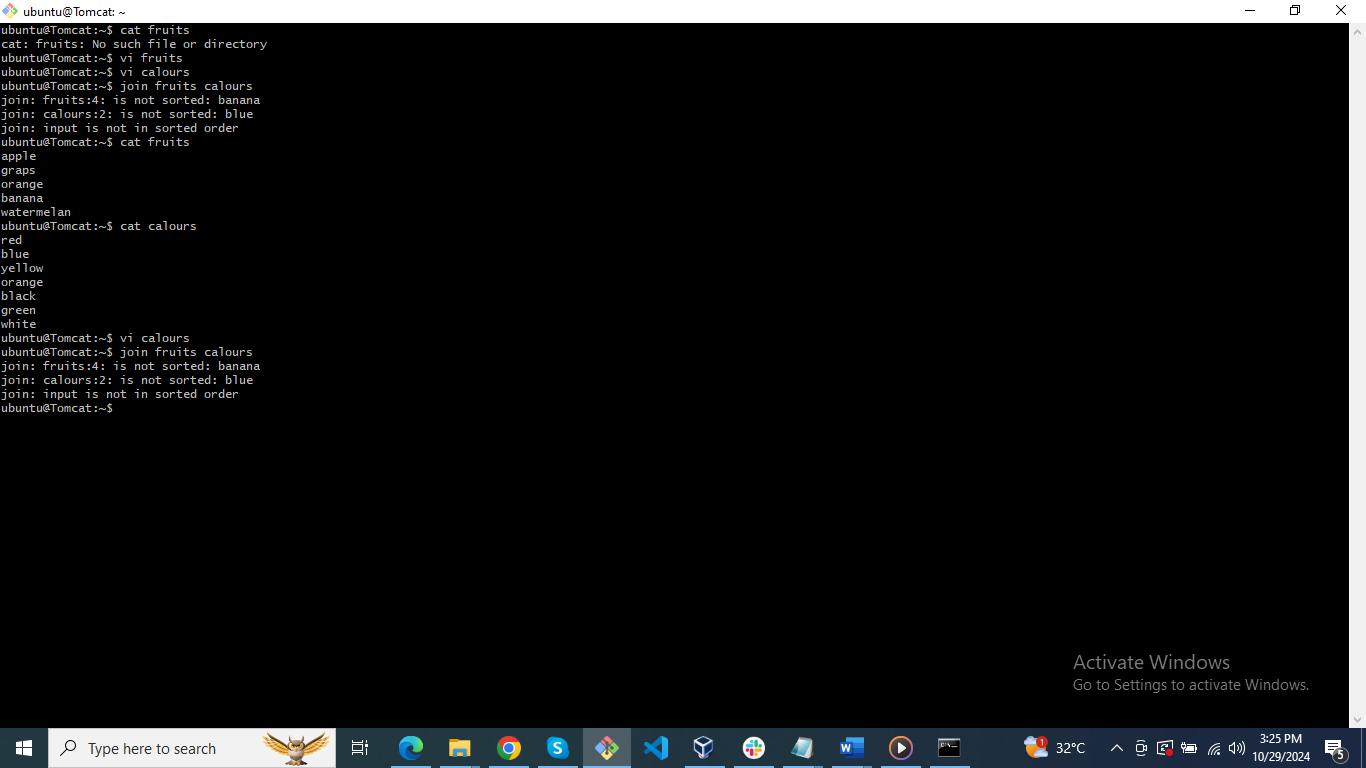 ubuntu@Tomcat: ~
ubuntu@Tomcat:~$ cat fruits
cat: fruits: No such file or directory
ubuntu@Tomcat:~$ vi fruits
ubuntu@Tomcat:~$ vi calours
ubuntu@Tomcat:~$ join fruits calours
join: fruits:4: is not sorted: banana
join: calours:2: is not sorted: blue
join: input is not in sorted order
ubuntu@Tomcat:~$ cat fruits
apple
graps
orange
banana
watermelan
ubuntu@Tomcat:~$ cat calours
red
blue
yellow
orange
black
green
white
ubuntu@Tomcat:~$ vi calours
ubuntu@Tomcat:~$ join fruits calours
join: fruits:4: is not sorted: banana
join: calours:2: is not sorted: blue
join: input is not in sorted order
ubuntu@Tomcat:~$
Activate Windows
Go to Settings to activate Windows.
Type here to search
1
32°C
3:25 PM
10/29/2024
5